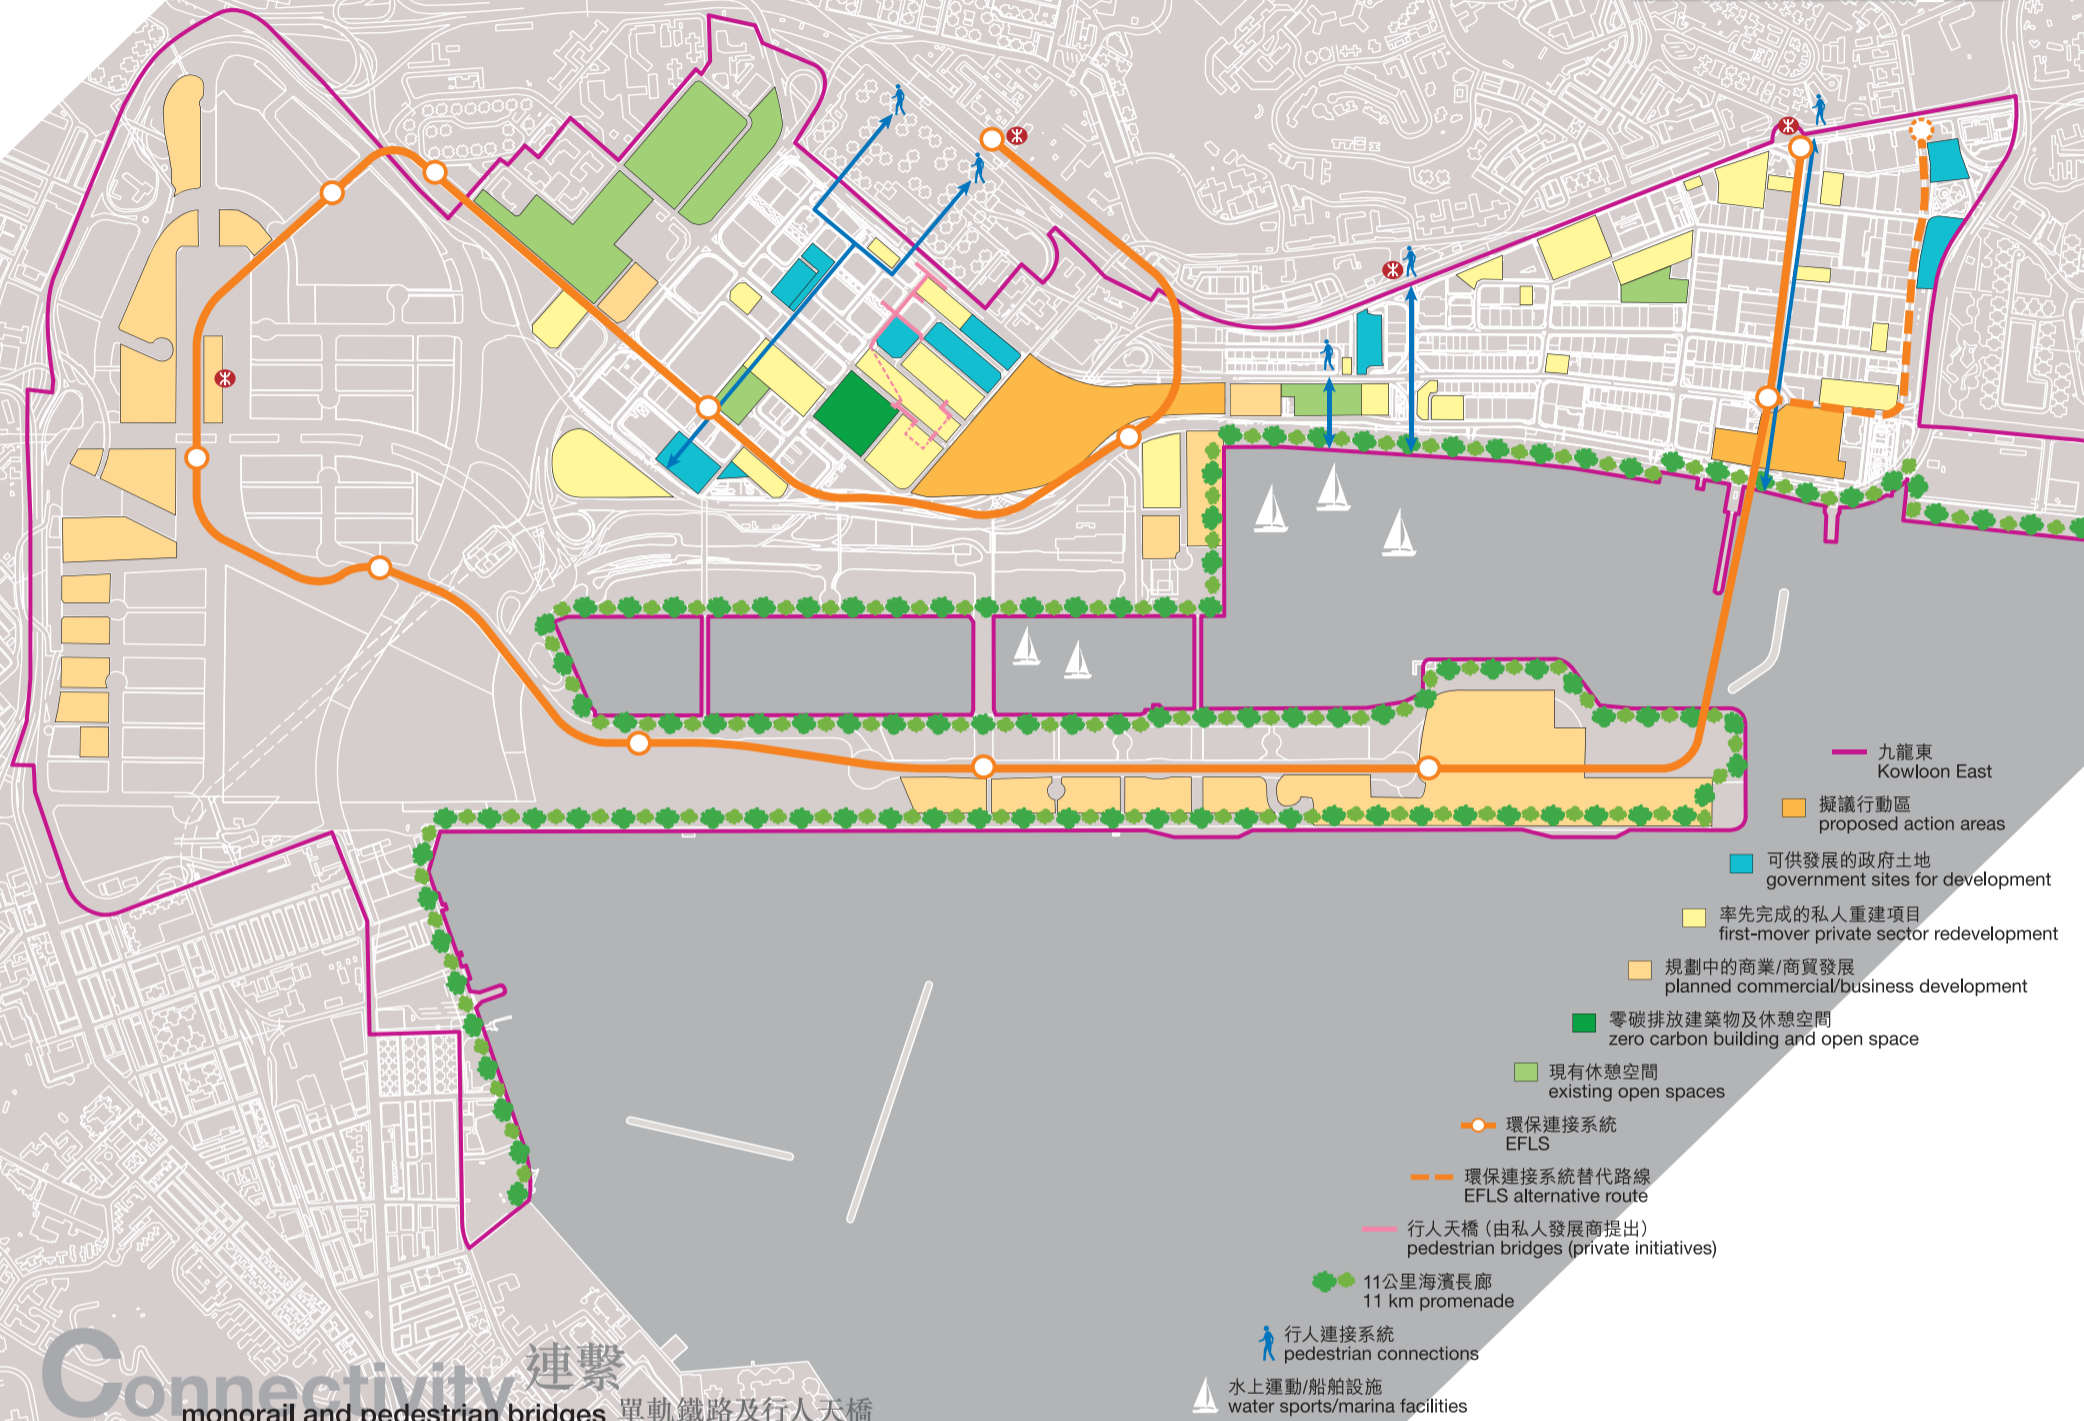 九龍東
Kowloon East
擬議行動區
proposed action areas
可供發展的政府土地
government sites for development
率先完成的私人重建項目
first-mover private sector redevelopment
規劃中的商業/商貿發展
planned commercial/business development
零碳排放建築物及休憩空間
zero carbon building and open space
現有休憩空間
existing open spaces
環保連接系統
EFLS
環保連接系統替代路線
EFLS alternative route
行人天橋（由私人發展商提出）
pedestrian bridges (private initiatives)
11公里海濱長廊
11 km promenade
行人連接系統
pedestrian connections
水上運動/船舶設施
water sports/marina facilities
Connectivity 連繫
monorail and pedestrian bridges 單軌鐵路及行人天橋